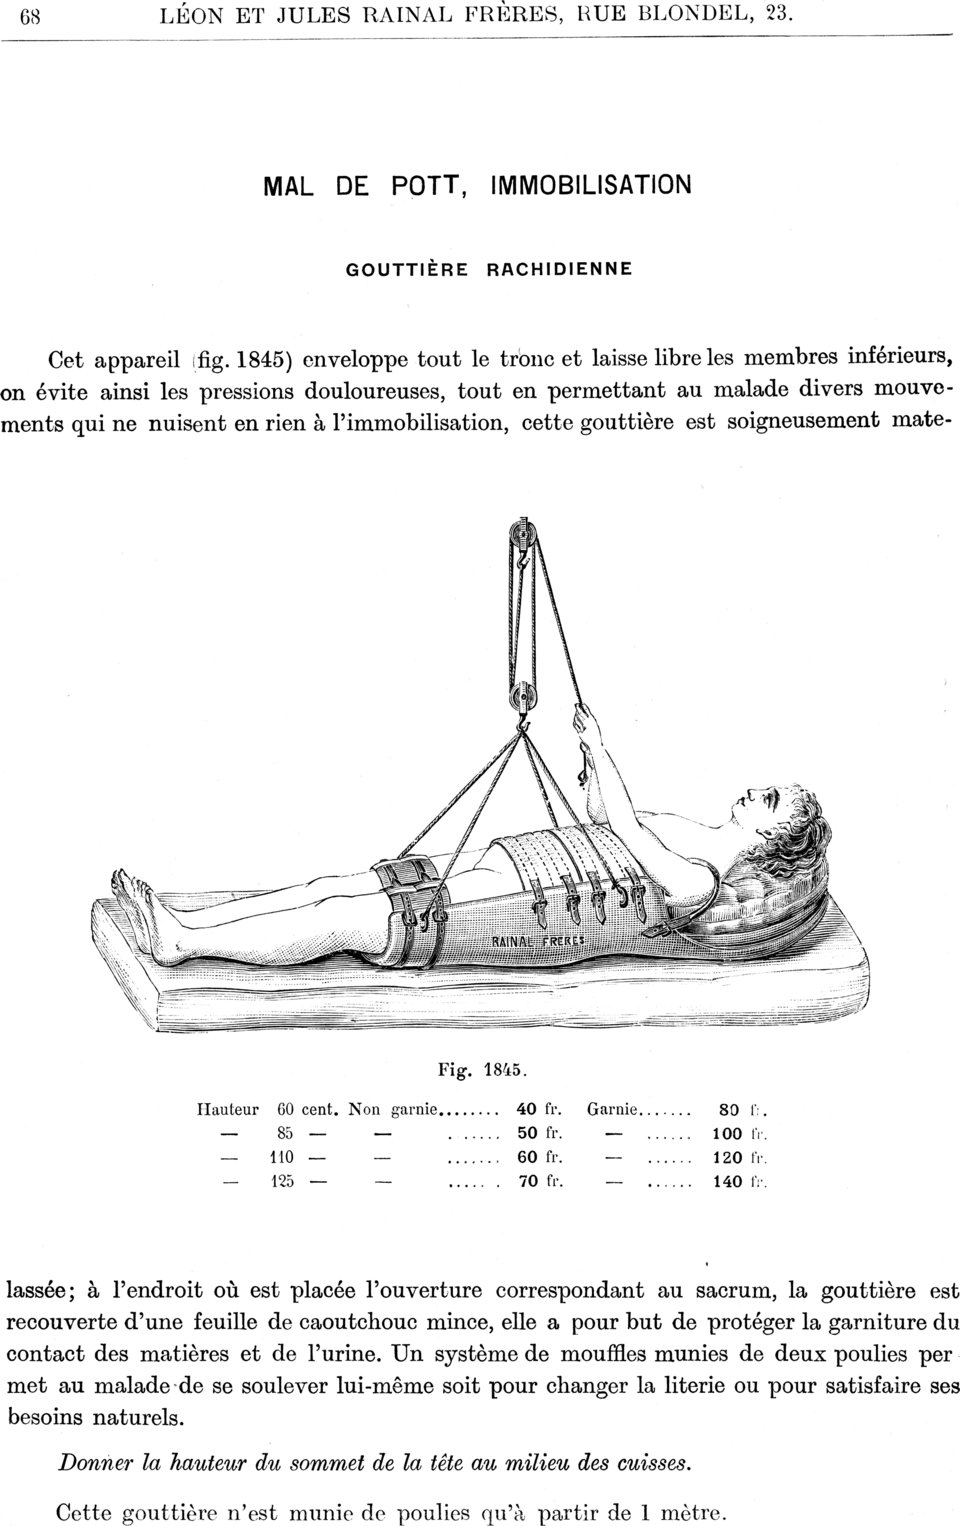 68 LÉON ET JULES RAINAL FRÈRES, RUE BLONDEL, 23.
MAL DE POTT, IMMOBILISATION
GOUTTIÈRE RACHIDIENNE
Cet appareil (fig. 1845) enveloppe tout le tronc et laisse libre les membres inférieurs,
on évite ainsi les pressions douloureuses, tout en permettant au malade divers mouve-
ments qui ne nuisent en rien à l'immobilisation, cette gouttière est soigneusement mate-
RAINAL FRERES
Fig. 1845.
Hauteur 60 cent. Non garnie........ 40 fr. Garnie....... 80 fr.
— 85 — — . ...... 50 fr. — ...... 100 fr.
— 110 — — ....... 60 fr. — ...... 120 fr.
— 125 — — ..... . 70 fr. — ...... 140 fr.
lassée; à l'endroit où est placée l'ouverture correspondant au sacrum, la gouttière est
recouverte d'une feuille de caoutchouc mince, elle a pour but de protéger la garniture du
contact des matières et de l'urine. Un système de mouffles munies de deux poulies per
met au malade de se soulever lui-même soit pour changer la literie ou pour satisfaire ses
besoins naturels.
Donner la hauteur du sommet de la tête au milieu des cuisses.
Cette gouttière n'est munie de poulies qu'à partir de 1 mètre.